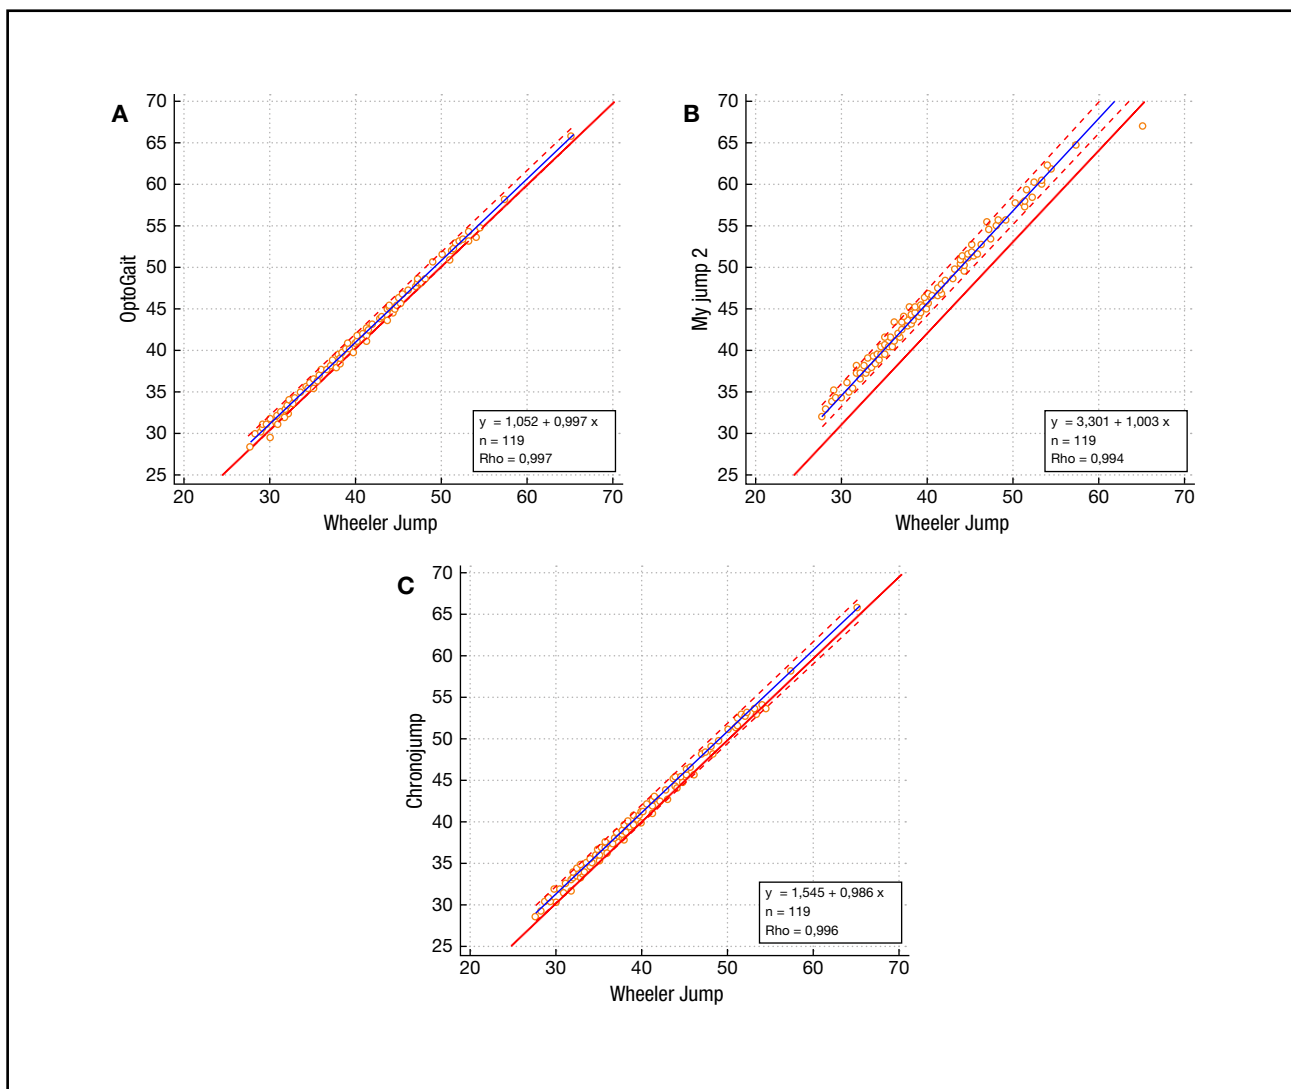 A
70
65
60
55
50
45
40
35
30
25
OptoGait
y = 1,052 + 0,997 x
n = 119
Rho = 0,997
20 30 40 50 60 70
Wheeler Jump
B
70
65
60
55
50
45
40
35
30
25
My jump 2
y = 3,301 + 1,003 x
n = 119
Rho = 0,994
20 30 40 50 60 70
Wheeler Jump
C
70
65
60
55
50
45
40
35
30
25
Chronojump
y = 1,545 + 0,986 x
n = 119
Rho = 0,996
20 30 40 50 60 70
Wheeler Jump